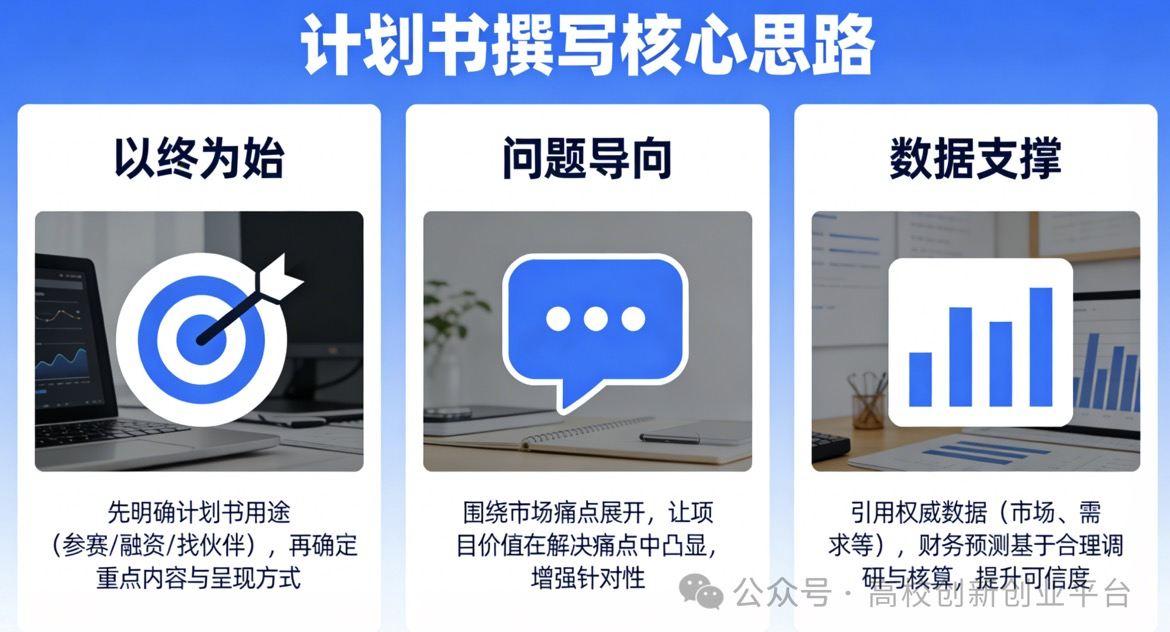 计划书撰写核心思路
以终为始
先明确计划书用途
（参赛/融资/找伙伴），再确定
重点内容与呈现方式
问题导向
围绕市场痛点展开，让项
目价值在解决痛点中凸显，
增强针对性
数据支撑
引用权威数据（市场、需
求等），财务预测基于合理调
研与核算，提升可信度
公众号 · 高校创新创业平台